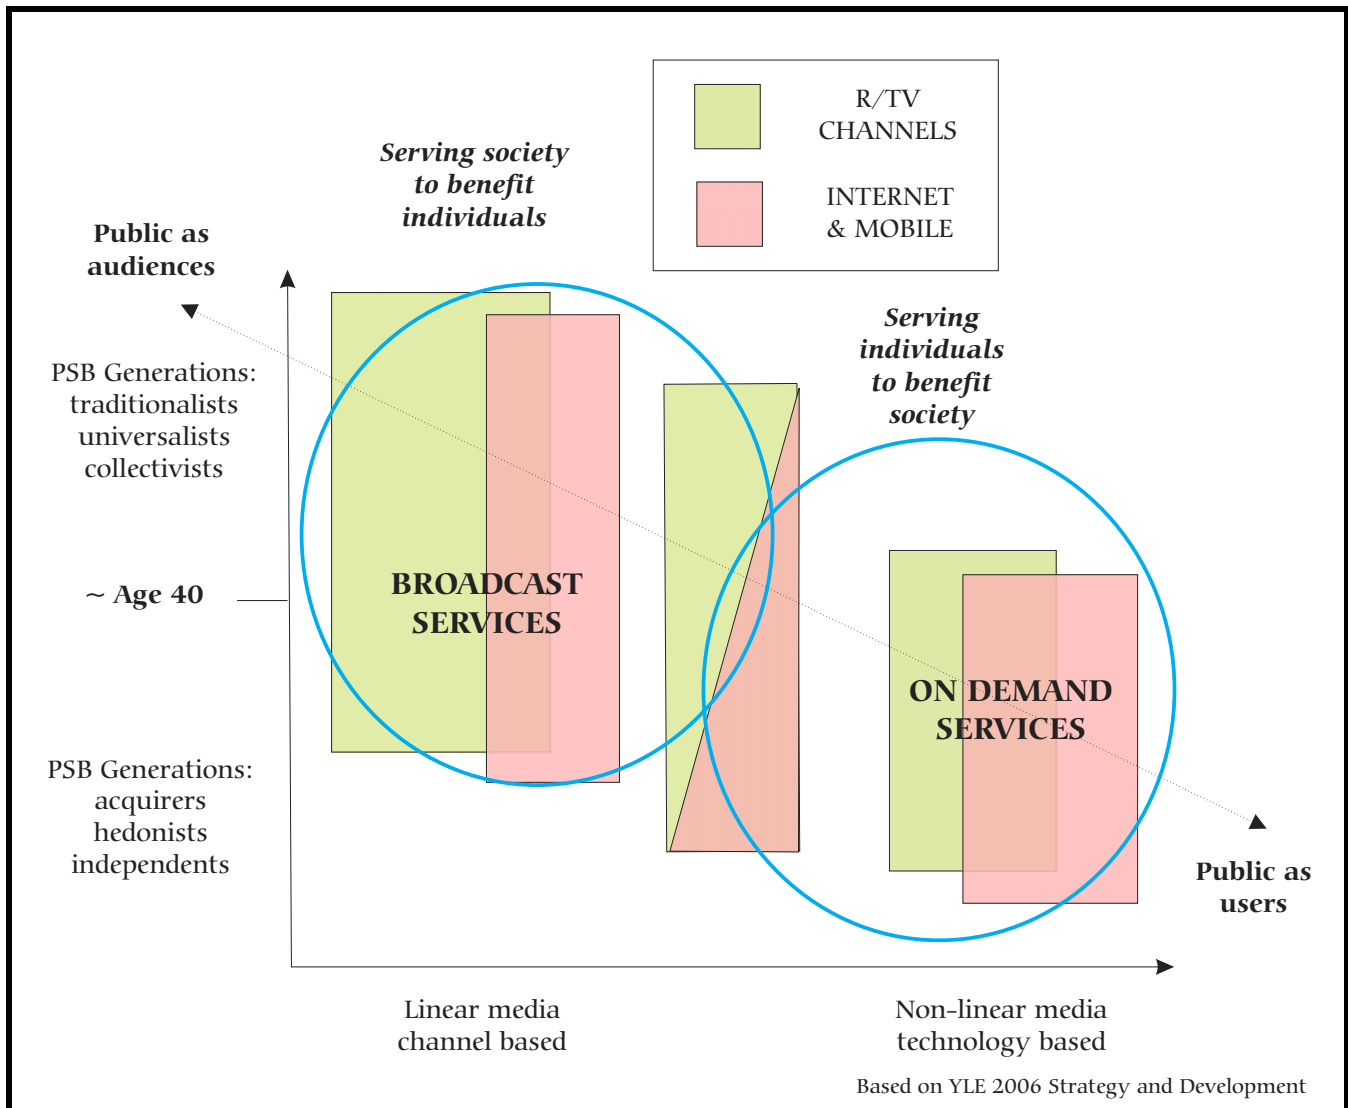 R/TV
CHANNELS
INTERNET
& MOBILE
Serving society
to benefit
individuals
Public as
audiences
Serving
individuals
to benefit
society
PSB Generations:
traditionalists
universalists
collectivists
~ Age 40
BROADCAST
SERVICES
ON DEMAND
SERVICES
PSB Generations:
acquirers
hedonists
independents
Public as
users
Linear media
channel based
Non-linear media
technology based
Based on YLE 2006 Strategy and Development